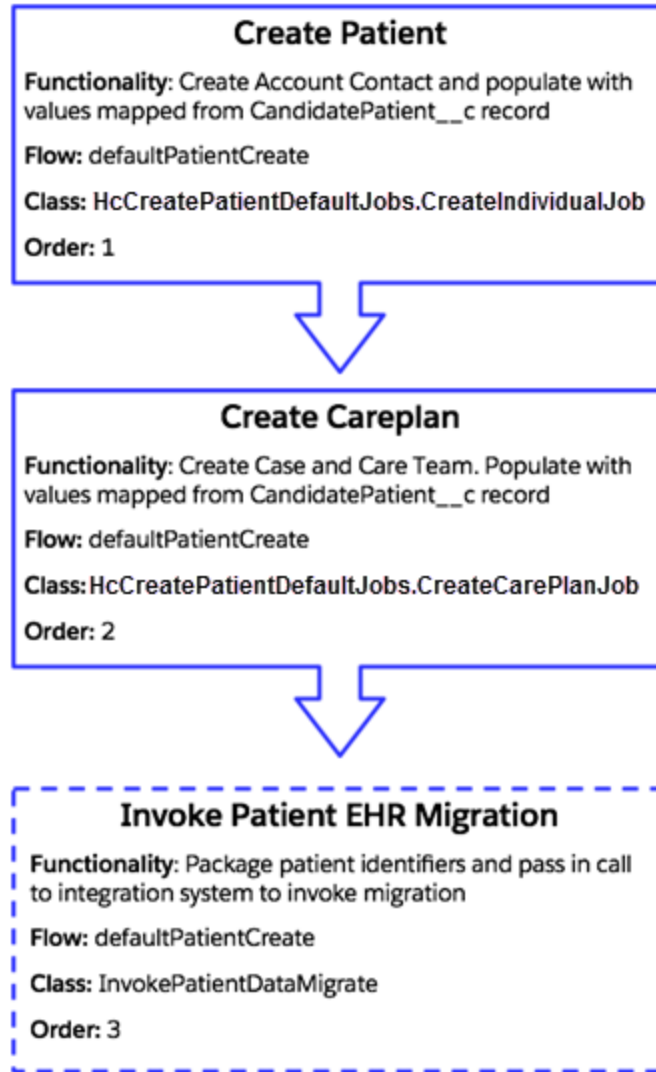 Create Patient
Functionality: Create Account Contact and populate with
values mapped from CandidatePatient__c record
Flow: defaultPatientCreate
Class: HcCreatePatientDefaultJobs.CreateIndividualJob
Order: 1
Create Careplan
Functionality: Create Case and Care Team. Populate with
values mapped from CandidatePatient__c record
Flow: defaultPatientCreate
Class:HcCreatePatientDefaultJobs.CreateCarePlanJob
Order: 2
Invoke Patient EHR Migration
Functionality: Package patient identifiers and pass in call
to integration system to invoke migration
Flow: defaultPatientCreate
Class: InvokePatientDataMigrate
Order: 3